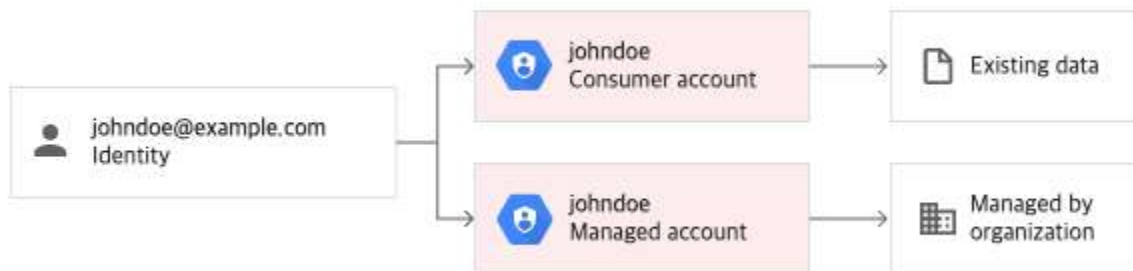 johndoe@example.com
Identity
johndoe
Consumer account
Existing data
johndoe
Managed account
Managed by
organization